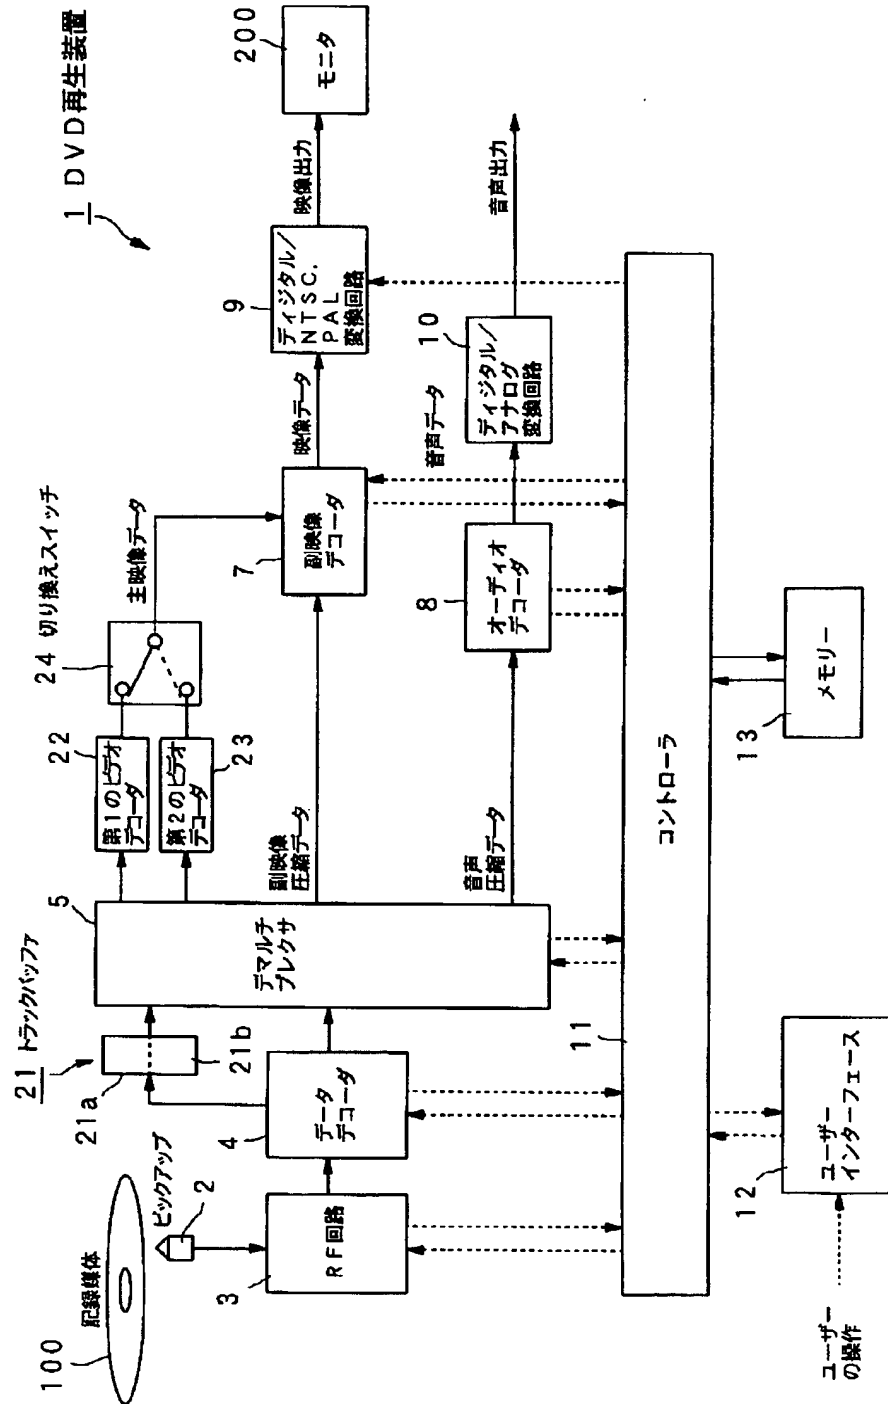 1 DVD再生装置
100
記録媒体
ピックアップ
2
3
RF回路
4
データ
デコーダ
21 トラックバッファ
21a
21b
5
デマルチ
プレクサ
22
第1のビデオ
デコーダ
第2のビデオ
デコーダ
23
24 切り換えスイッチ
主映像データ
副映像
圧縮データ
7
副映像
デコーダ
映像データ
9
ディジタル/
NTSC.
PAL
変換回路
映像出力
200
モニタ
音声
圧縮データ
8
オーディオ
デコーダ
音声データ
10
ディジタル/
アナログ
変換回路
音声出力
11
コントローラ
ユーザー
の操作
12
ユーザー
インターフェース
13
メモリー